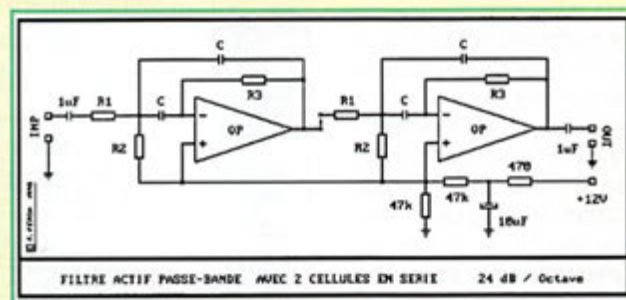 C
C
1uF
R1
C
R3
R1
C
R3
INP
R2
OP
R2
OP
OUT
1uF
47k
470
47k
+12V
10uF
FILTRE ACTIF PASSE-BANDE AVEC 2 CELLULES EN SERIE 24 dB / Octave